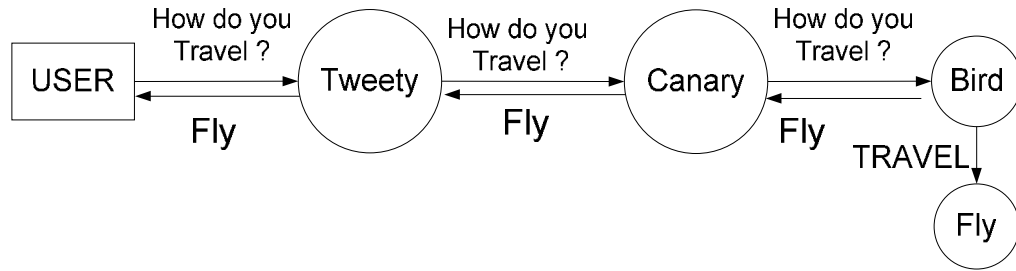 How do you
Travel ?
How do you
Travel ?
How do you
Travel ?
USER
Tweety
Canary
Bird
Fly
Fly
Fly
TRAVEL
Fly